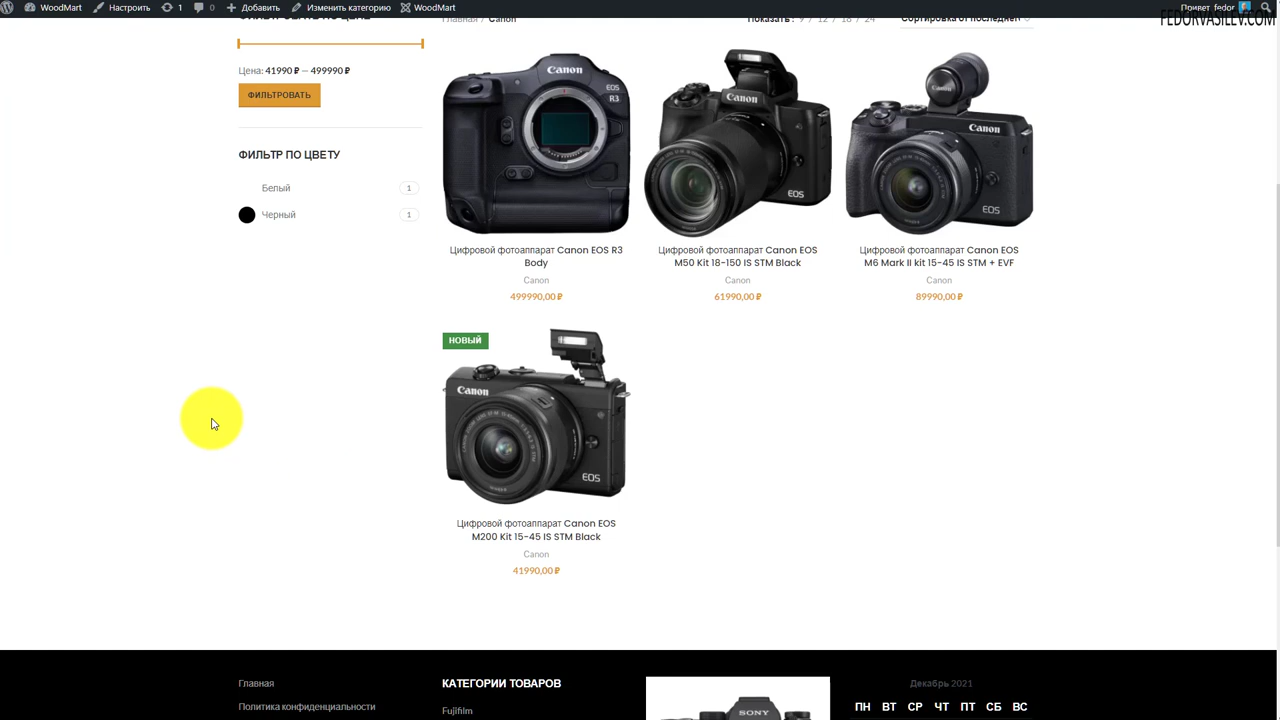 WoodMart Настроить 1 0 Добавить Изменить категорию WoodMart Привет, fedor
FEDORVASILEV.COM
ФИЛЬТРОВАТЬ ПО ЦЕНЕ
Главная / Canon
Показать : 9 / 12 / 18 / 24
Цена: 41990 ₽ — 499990 ₽
ФИЛЬТРОВАТЬ
ФИЛЬТР ПО ЦВЕТУ
Белый 1
Черный 1
Canon
EOS
R3
Canon
EOS
Canon
Canon
EOS
Цифровой фотоаппарат Canon EOS R3
Body
Canon
499990,00 ₽
Цифровой фотоаппарат Canon EOS
M50 Kit 18-150 IS STM Black
Canon
61990,00 ₽
Цифровой фотоаппарат Canon EOS
M6 Mark II kit 15-45 IS STM + EVF
Canon
89990,00 ₽
НОВЫЙ
Canon
EOS
Цифровой фотоаппарат Canon EOS
M200 Kit 15-45 IS STM Black
Canon
41990,00 ₽
Главная
Политика конфиденциальности
КАТЕГОРИИ ТОВАРОВ
Fujifilm
SONY
Декабрь 2021
ПН ВТ СР ЧТ ПТ СБ ВС